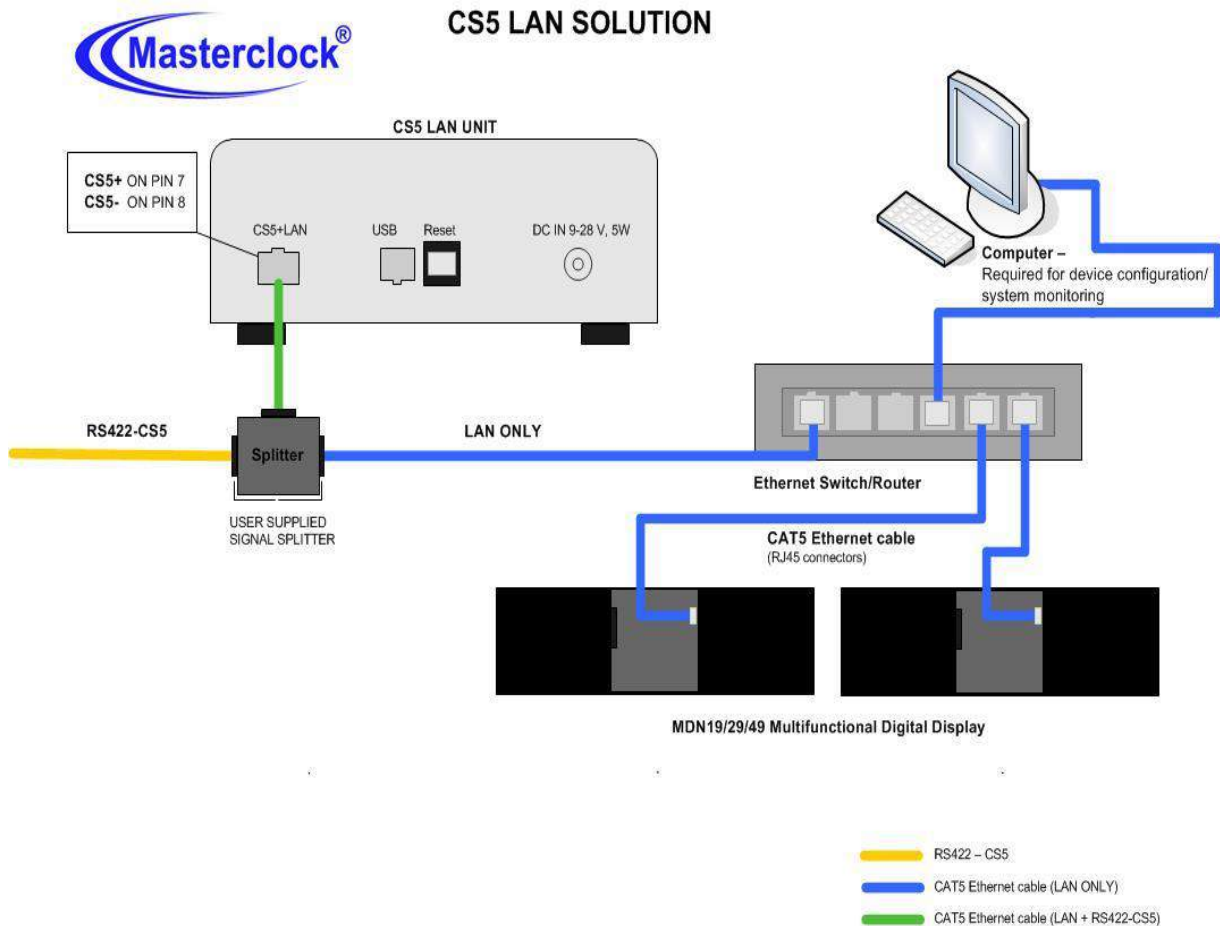 CS5 LAN SOLUTION
Masterclock®
CS5 LAN UNIT
CS5+ ON PIN 7
CS5- ON PIN 8
CS5+LAN
USB
Reset
DC IN 9-28 V, 5W
Computer –
Required for device configuration/
system monitoring
RS422-CS5
Splitter
LAN ONLY
USER SUPPLIED
SIGNAL SPLITTER
Ethernet Switch/Router
CAT5 Ethernet cable
(RJ45 connectors)
MDN19/29/49 Multifunctional Digital Display
RS422 – CS5
CAT5 Ethernet cable (LAN ONLY)
CAT5 Ethernet cable (LAN + RS422-CS5)